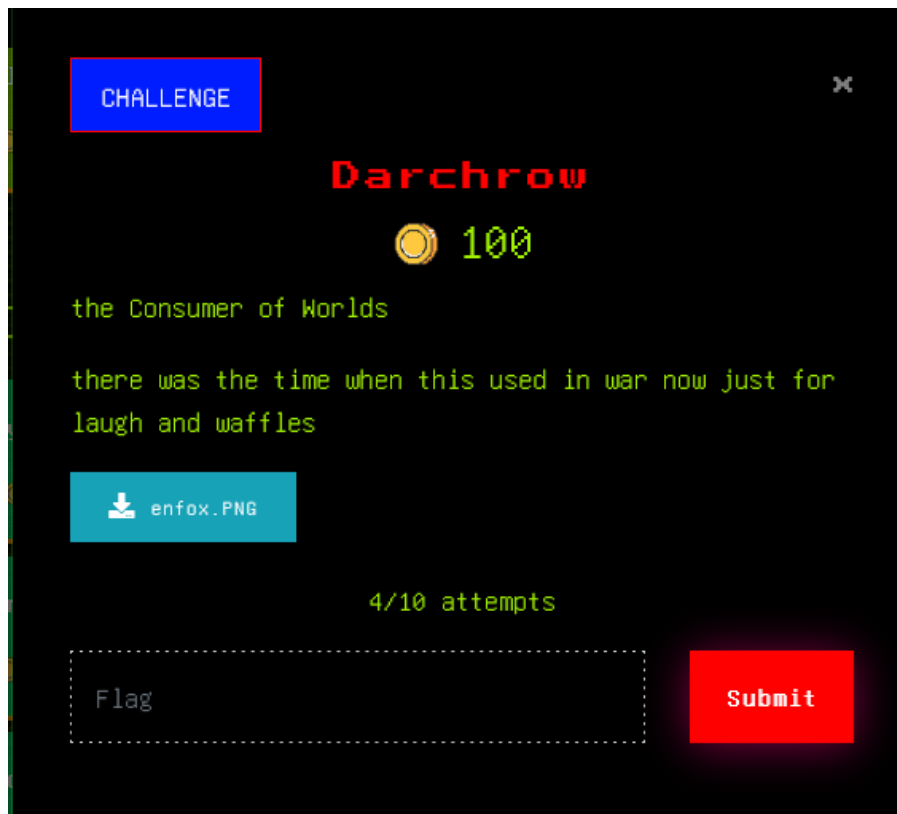 CHALLENGE
×
Darchrow
100
the Consumer of Worlds
there was the time when this used in war now just for
laugh and waffles
enfox.PNG
4/10 attempts
Flag
Submit